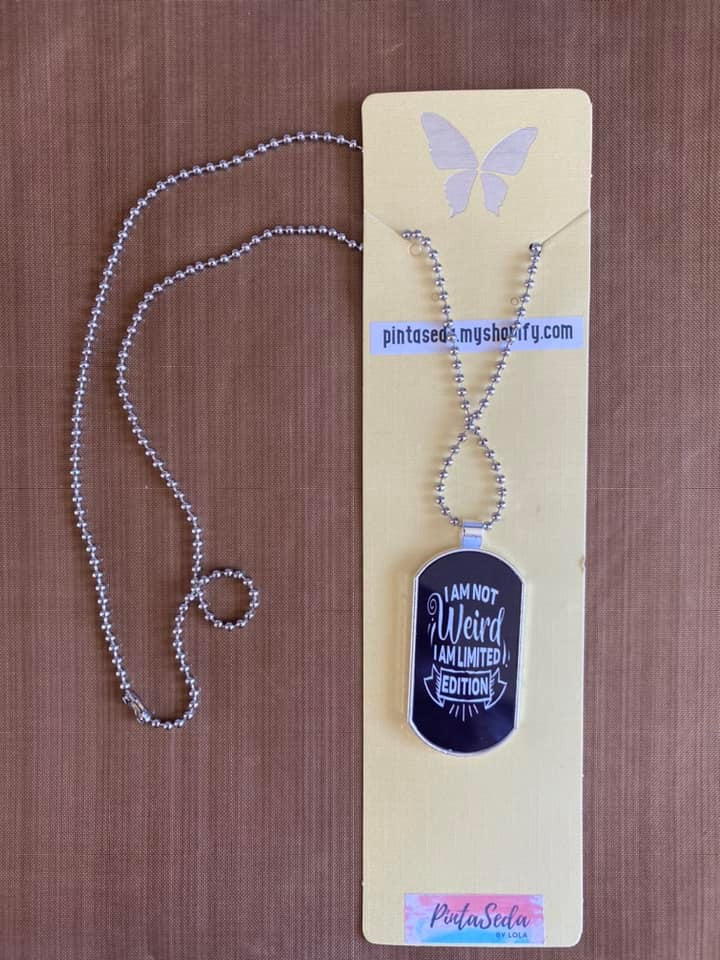 pintaseda.myshopify.com
I AM NOT
Weird
I AM LIMITED
EDITION
PintaSeda
BY LOLA